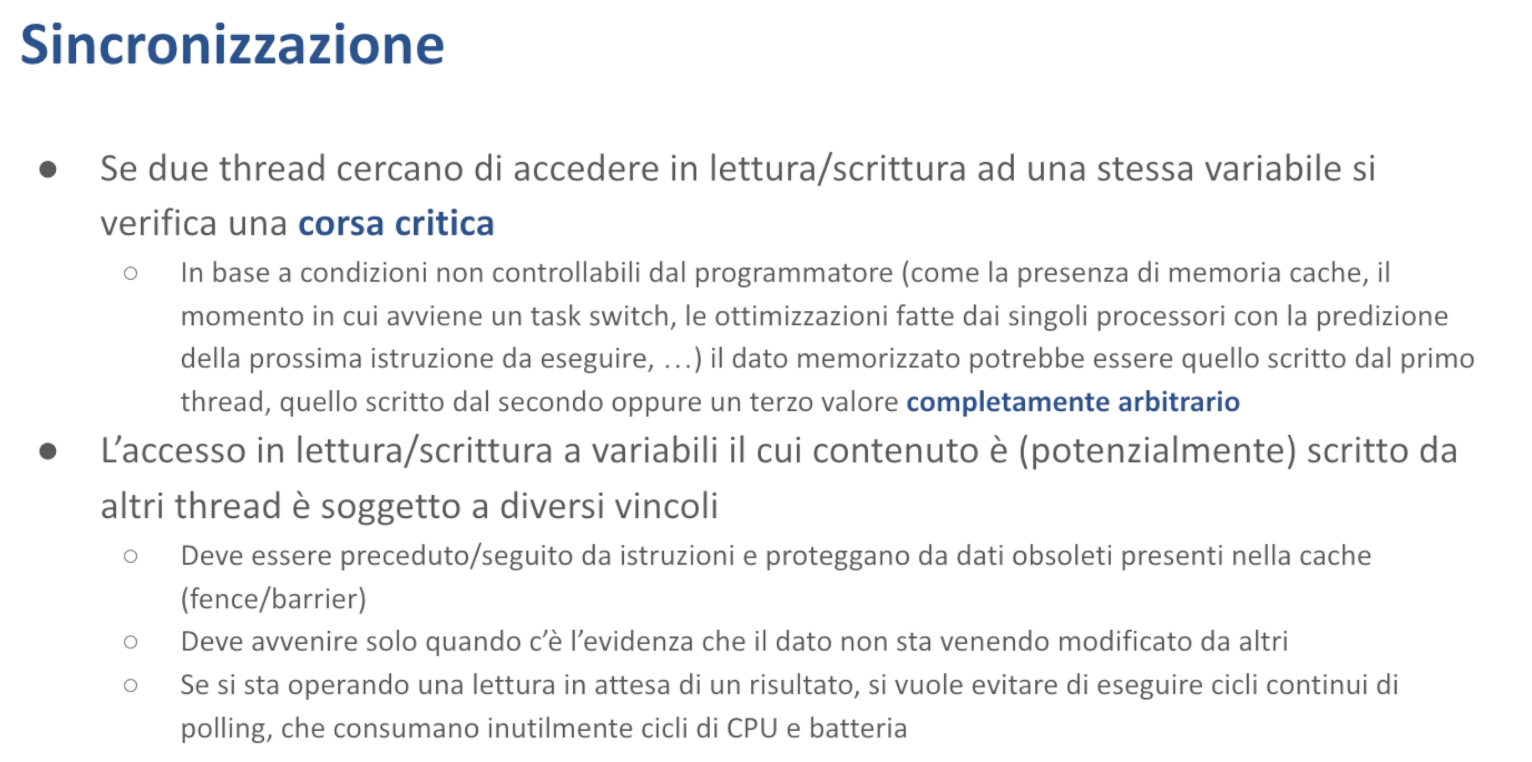 Sincronizzazione
● Se due thread cercano di accedere in lettura/scrittura ad una stessa variabile si
verifica una corsa critica
○ In base a condizioni non controllabili dal programmatore (come la presenza di memoria cache, il
momento in cui avviene un task switch, le ottimizzazioni fatte dai singoli processori con la predizione
della prossima istruzione da eseguire, …) il dato memorizzato potrebbe essere quello scritto dal primo
thread, quello scritto dal secondo oppure un terzo valore completamente arbitrario
● L’accesso in lettura/scrittura a variabili il cui contenuto è (potenzialmente) scritto da
altri thread è soggetto a diversi vincoli
○ Deve essere preceduto/seguito da istruzioni e proteggano da dati obsoleti presenti nella cache
(fence/barrier)
○ Deve avvenire solo quando c’è l’evidenza che il dato non sta venendo modificato da altri
○ Se si sta operando una lettura in attesa di un risultato, si vuole evitare di eseguire cicli continui di
polling, che consumano inutilmente cicli di CPU e batteria